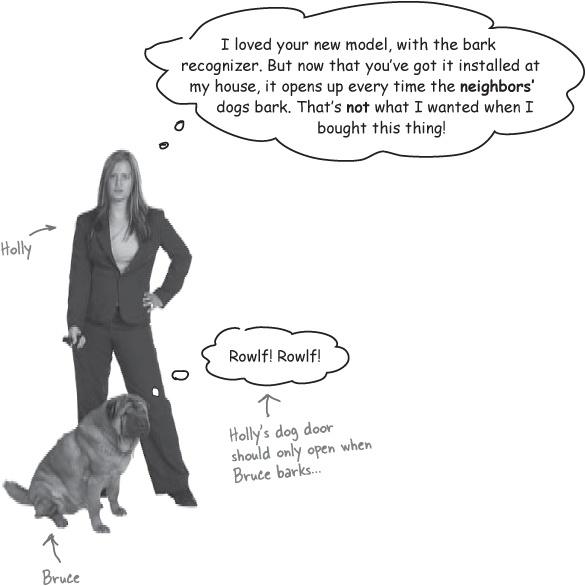 I loved your new model, with the bark
recognizer. But now that you've got it installed at
my house, it opens up every time the neighbors'
dogs bark. That's not what I wanted when I
bought this thing!
Holly
Rowlf! Rowlf!
Holly's dog door
should only open when
Bruce barks...
Bruce